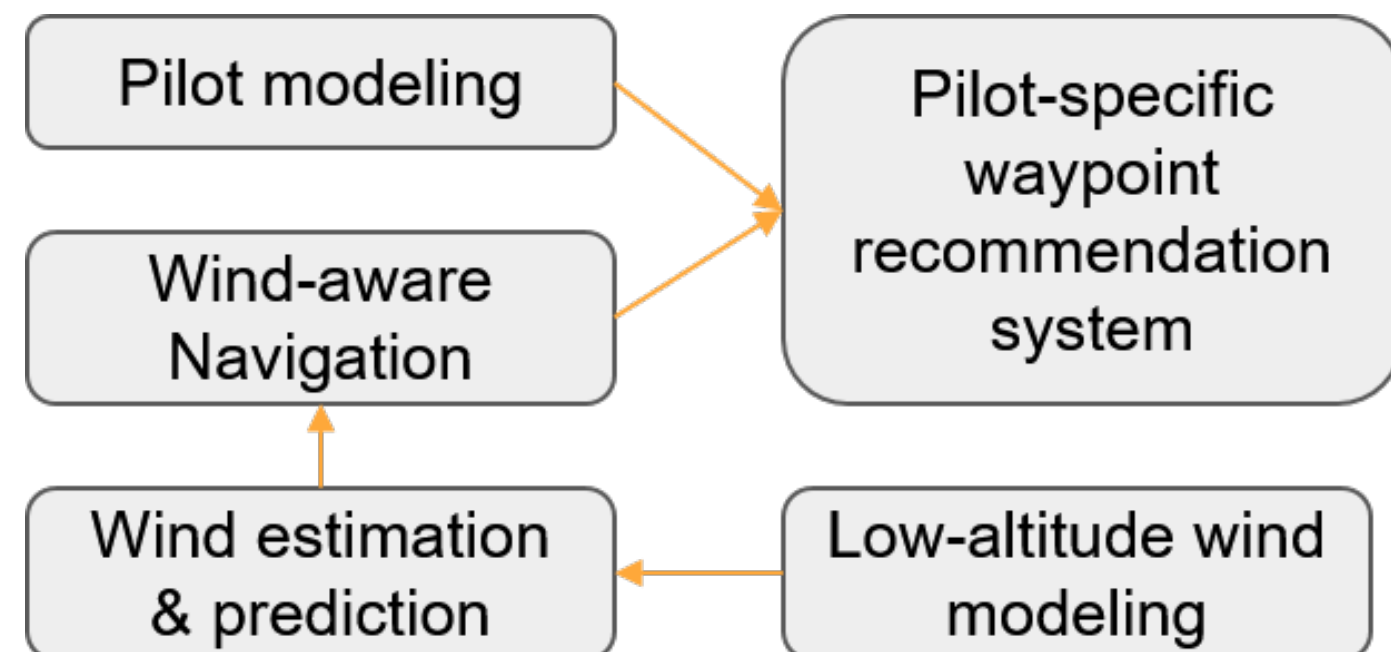 Pilot modeling
Pilot-specific
waypoint
recommendation
system
Wind-aware
Navigation
Wind estimation
& prediction
Low-altitude wind
modeling